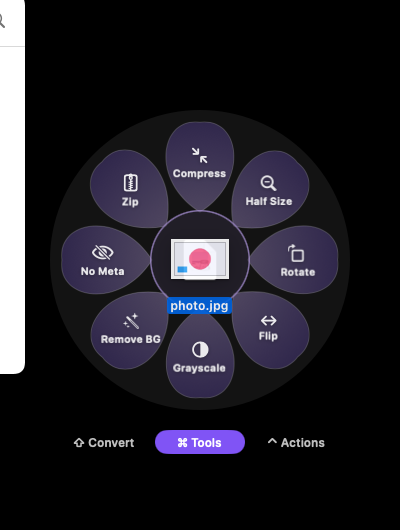 Compress
Zip
Half Size
No Meta
Rotate
photo.jpg
Remove BG
Flip
Grayscale
⇧ Convert
⌘ Tools
⌃ Actions